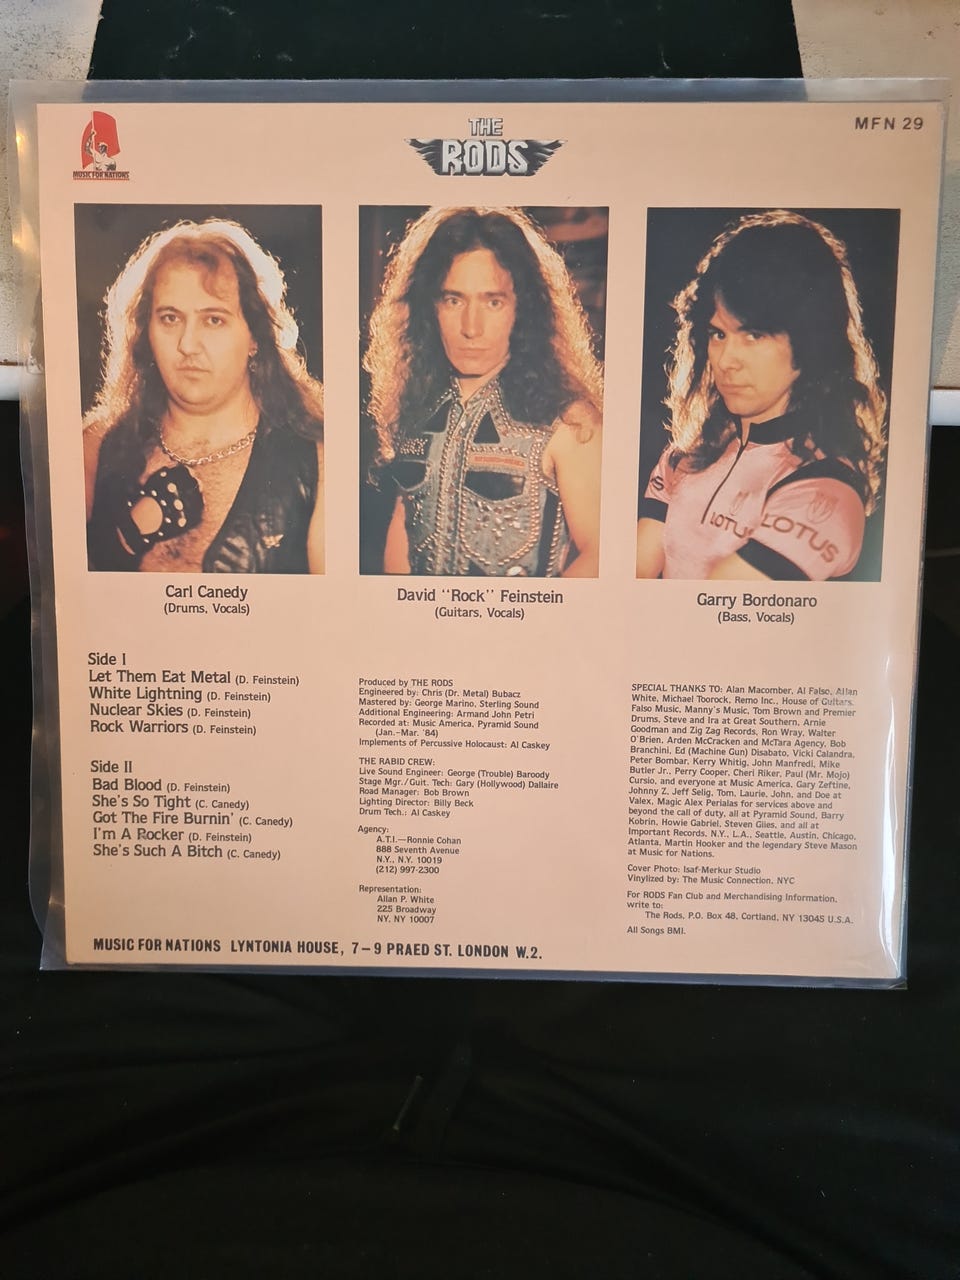 MUSIC FOR NATIONS
THE
RODS
MFN 29
LOTUS
LOTUS
Carl Canedy
(Drums, Vocals)
David "Rock" Feinstein
(Guitars, Vocals)
Garry Bordonaro
(Bass, Vocals)
Side I
Let Them Eat Metal (D. Feinstein)
White Lightning (D. Feinstein)
Nuclear Skies (D. Feinstein)
Rock Warriors (D. Feinstein)
Side II
Bad Blood (D. Feinstein)
She's So Tight (C. Canedy)
Got The Fire Burnin' (C. Canedy)
I'm A Rocker (D. Feinstein)
She's Such A Bitch (C. Canedy)
Produced by THE RODS
Engineered by: Chris (Dr. Metal) Bubacz
Mastered by: George Marino, Sterling Sound
Additional Engineering: Armand John Petri
Recorded at: Music America, Pyramid Sound
(Jan.-Mar. '84)
Implements of Percussive Holocaust: Al Caskey
THE RABID CREW:
Live Sound Engineer: George (Trouble) Baroody
Stage Mgr./Guit. Tech: Gary (Hollywood) Dallaire
Road Manager: Bob Brown
Lighting Director: Billy Beck
Drum Tech.: Al Caskey
Agency:
A.T.I.—Ronnie Cohan
888 Seventh Avenue
N.Y., N.Y. 10019
(212) 997-2300
Representation:
Allan P. White
225 Broadway
NY, NY 10007
SPECIAL THANKS TO: Alan Macomber, Al Falso, Allan
White, Michael Toorock, Remo Inc., House of Guitars,
Falso Music, Manny's Music, Tom Brown and Premier
Drums, Steve and Ira at Great Southern, Arnie
Goodman and Zig Zag Records, Ron Wray, Walter
O'Brien, Arden McCracken and McTara Agency, Bob
Branchini, Ed (Machine Gun) Disabato, Vicki Calandra,
Peter Bombar, Kerry Whitig, John Manfredi, Mike
Butler Jr., Perry Cooper, Cheri Riker, Paul (Mr. Mojo)
Cursio, and everyone at Music America, Gary Zeftine,
Johnny Z, Jeff Selig, Tom, Laurie, John, and Doe at
Valex, Magic Alex Perialas for services above and
beyond the call of duty, all at Pyramid Sound, Barry
Kobrin, Howie Gabriel, Steven Giles, and all at
Important Records, N.Y., L.A., Seattle, Austin, Chicago,
Atlanta, Martin Hooker and the legendary Steve Mason
at Music for Nations.
Cover Photo: Isaf-Merkur Studio
Vinylized by: The Music Connection, NYC
For RODS Fan Club and Merchandising Information,
write to:
The Rods, P.O. Box 48, Cortland, NY 13045 U.S.A.
All Songs BMI.
MUSIC FOR NATIONS LYNTONIA HOUSE, 7–9 PRAED ST. LONDON W.2.